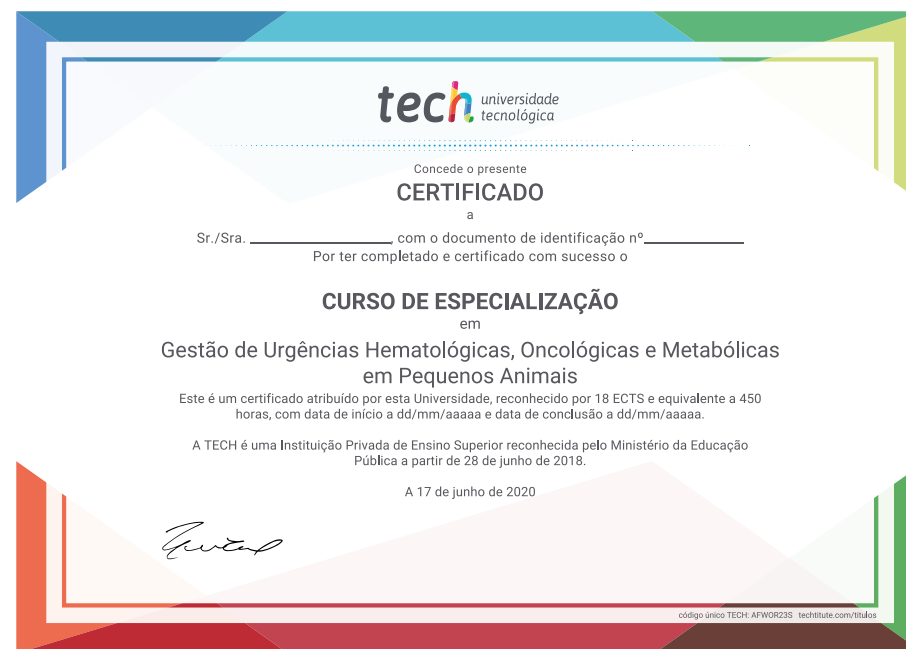 tech universidade
tecnológica
Concede o presente
CERTIFICADO
a
Sr./Sra. ____________________, com o documento de identificação nº______________
Por ter completado e certificado com sucesso o
CURSO DE ESPECIALIZAÇÃO
em
Gestão de Urgências Hematológicas, Oncológicas e Metabólicas
em Pequenos Animais
Este é um certificado atribuído por esta Universidade, reconhecido por 18 ECTS e equivalente a 450
horas, com data de início a dd/mm/aaaaa e data de conclusão a dd/mm/aaaaa.
A TECH é uma Instituição Privada de Ensino Superior reconhecida pelo Ministério da Educação
Pública a partir de 28 de junho de 2018.
A 17 de junho de 2020
código único TECH: AFWOR23S techtitute.com/titulos